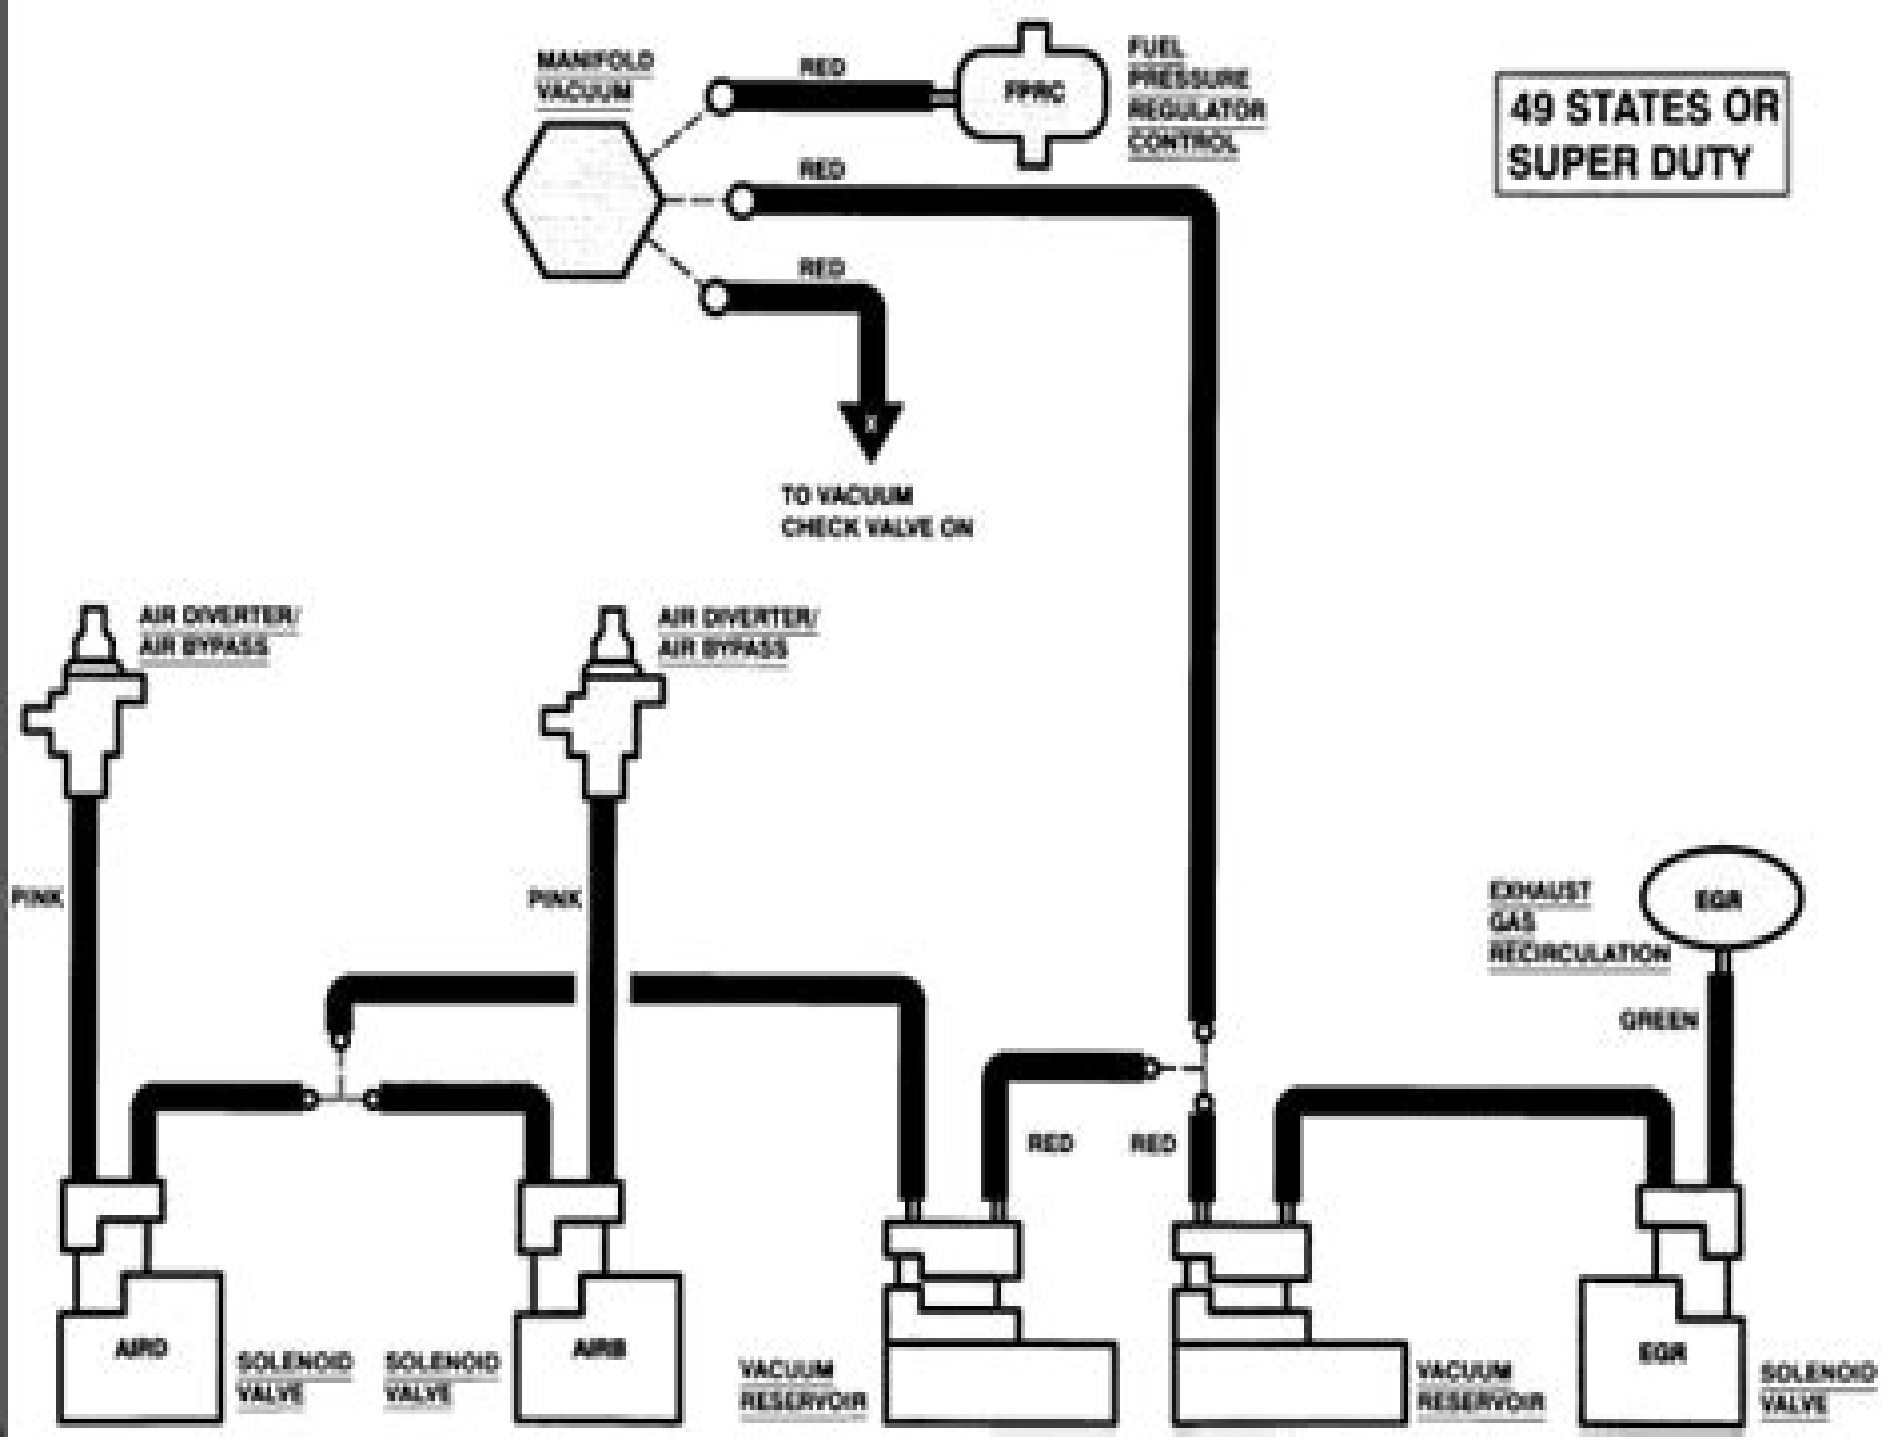 MANIFOLD
VACUUM
RED
FPRC
FUEL
PRESSURE
REGULATOR
CONTROL
49 STATES OR
SUPER DUTY
RED
RED
TO VACUUM
CHECK VALVE ON
AIR DIVERTER/
AIR BYPASS
AIR DIVERTER/
AIR BYPASS
PINK
PINK
EXHAUST
GAS
RECIRCULATION
EGR
GREEN
RED
RED
AIRD
SOLENOID
VALVE
SOLENOID
VALVE
AIRB
VACUUM
RESERVOIR
VACUUM
RESERVOIR
EGR
SOLENOID
VALVE